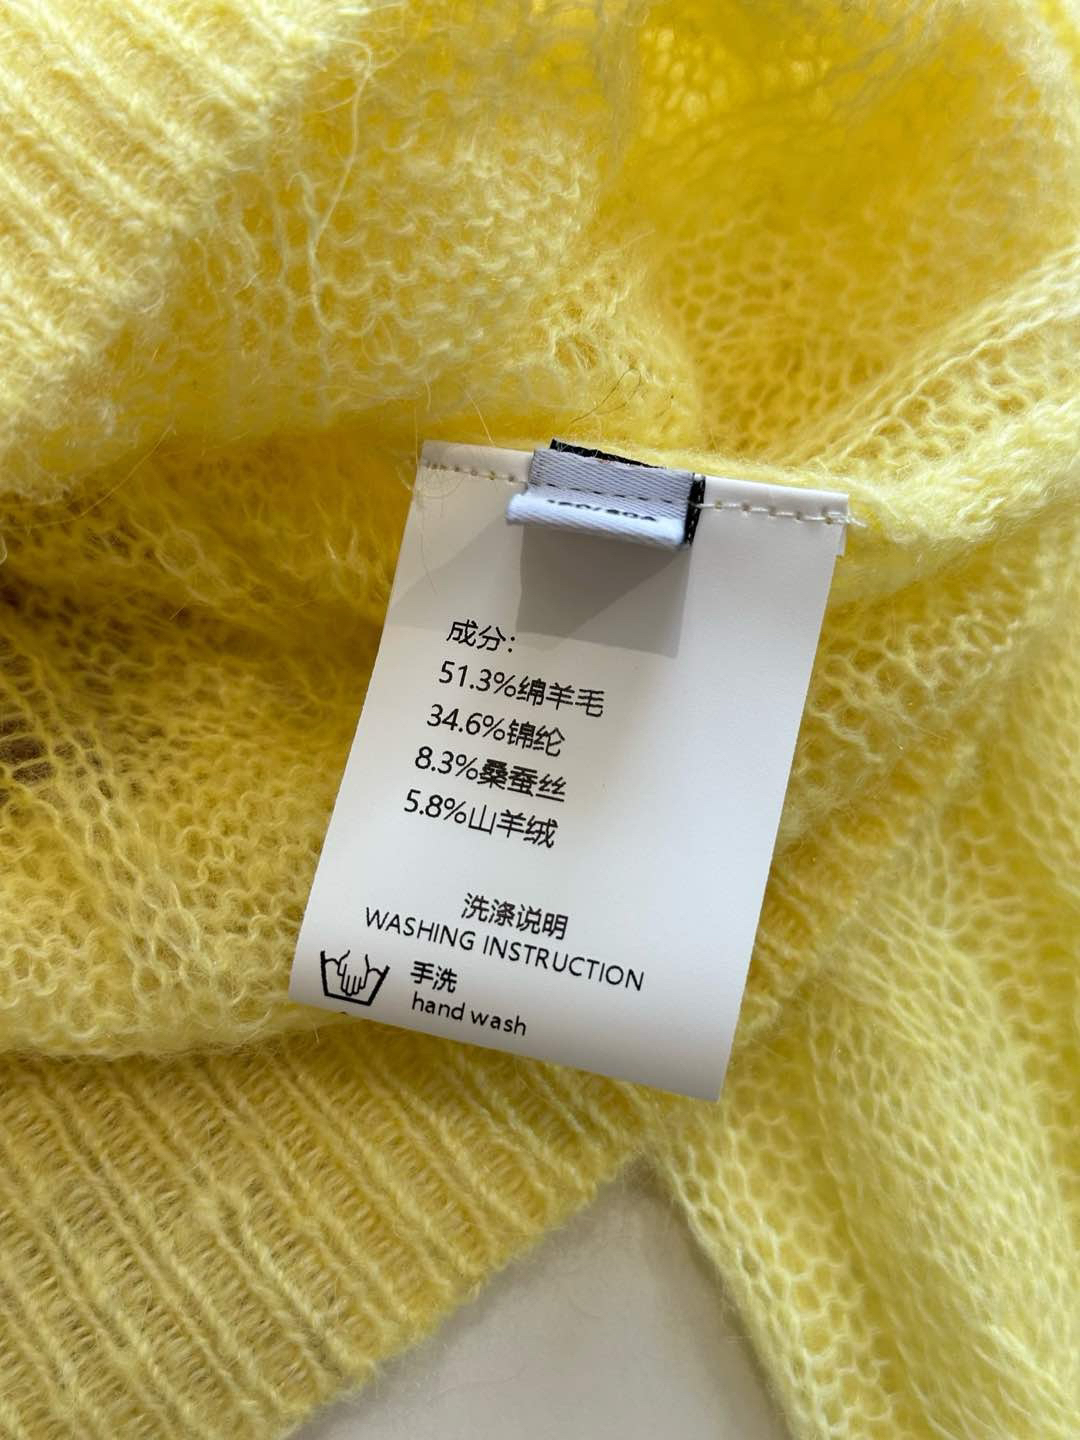 成分：
51.3%绵羊毛
34.6%锦纶
8.3%桑蚕丝
5.8%山羊绒
洗涤说明
WASHING INSTRUCTION
手洗
hand wash